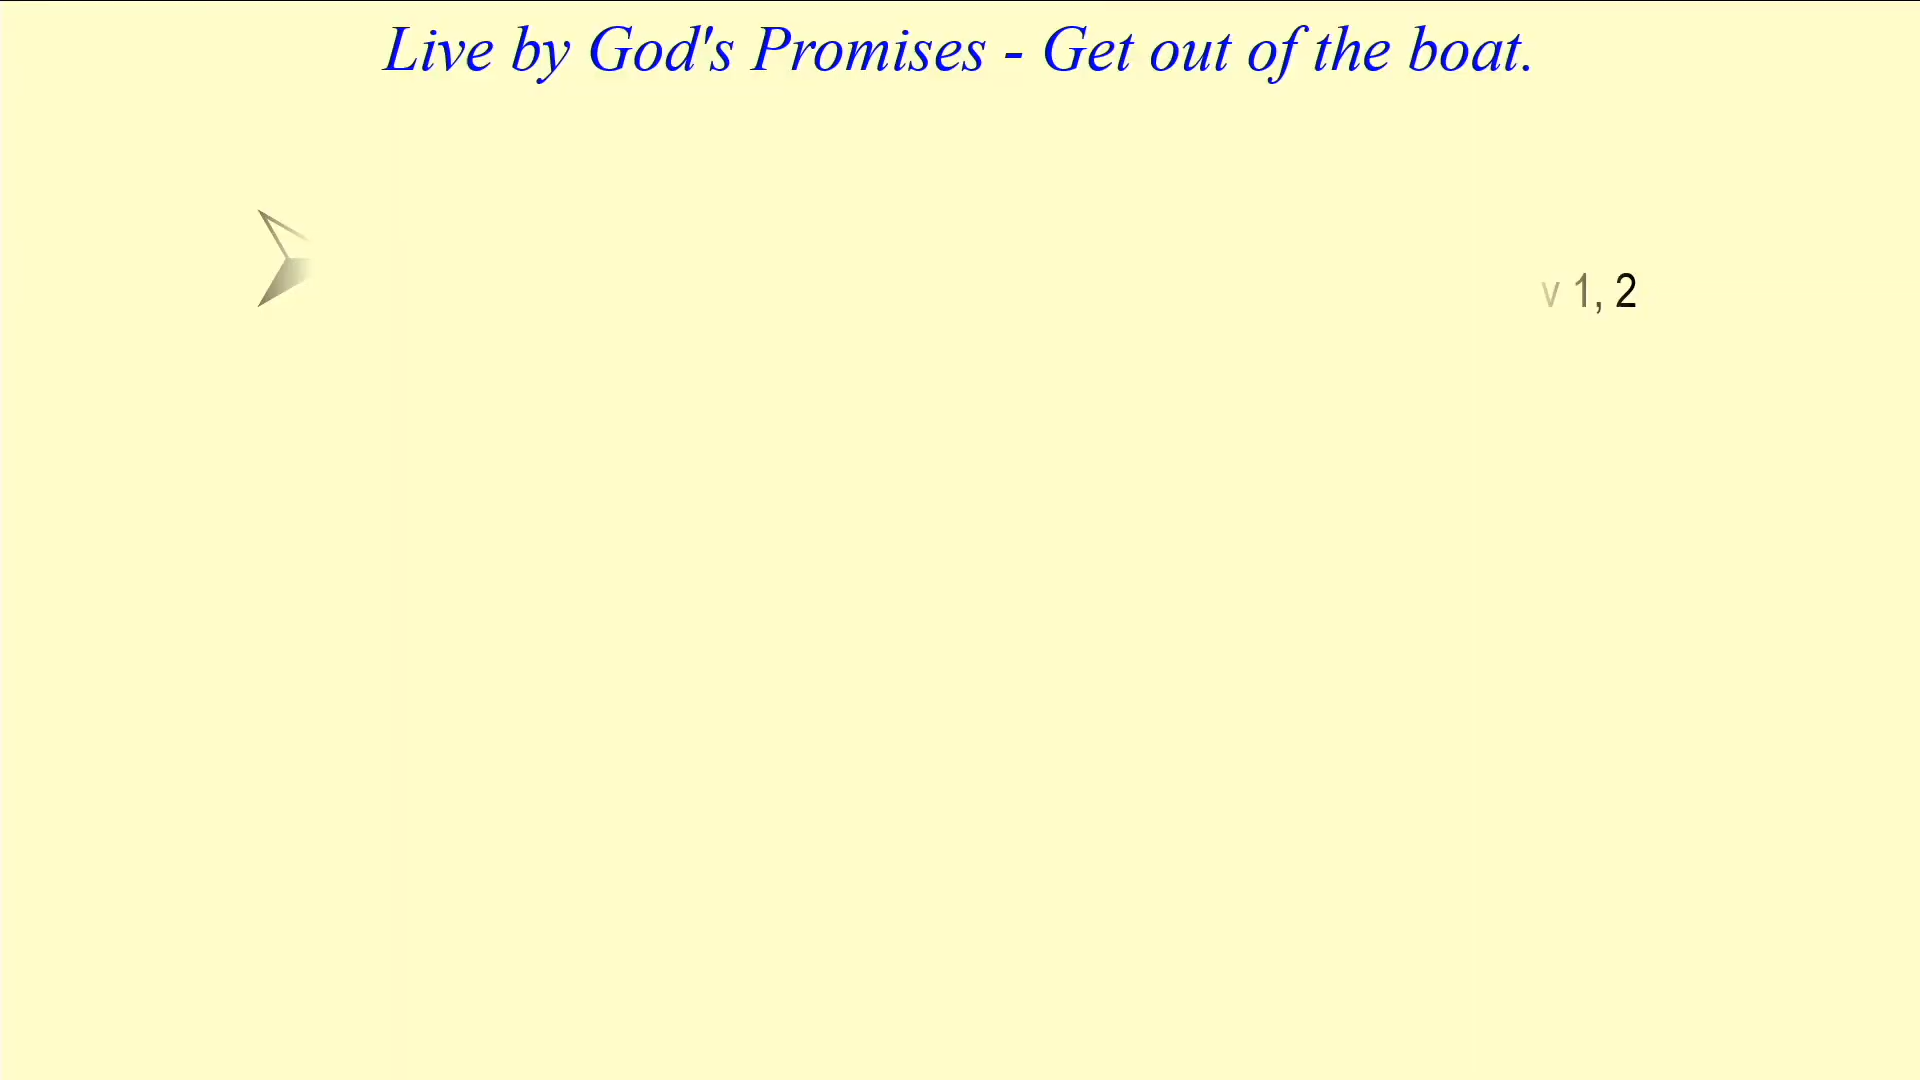 Live by God's Promises - Get out of the boat.
v 1, 2